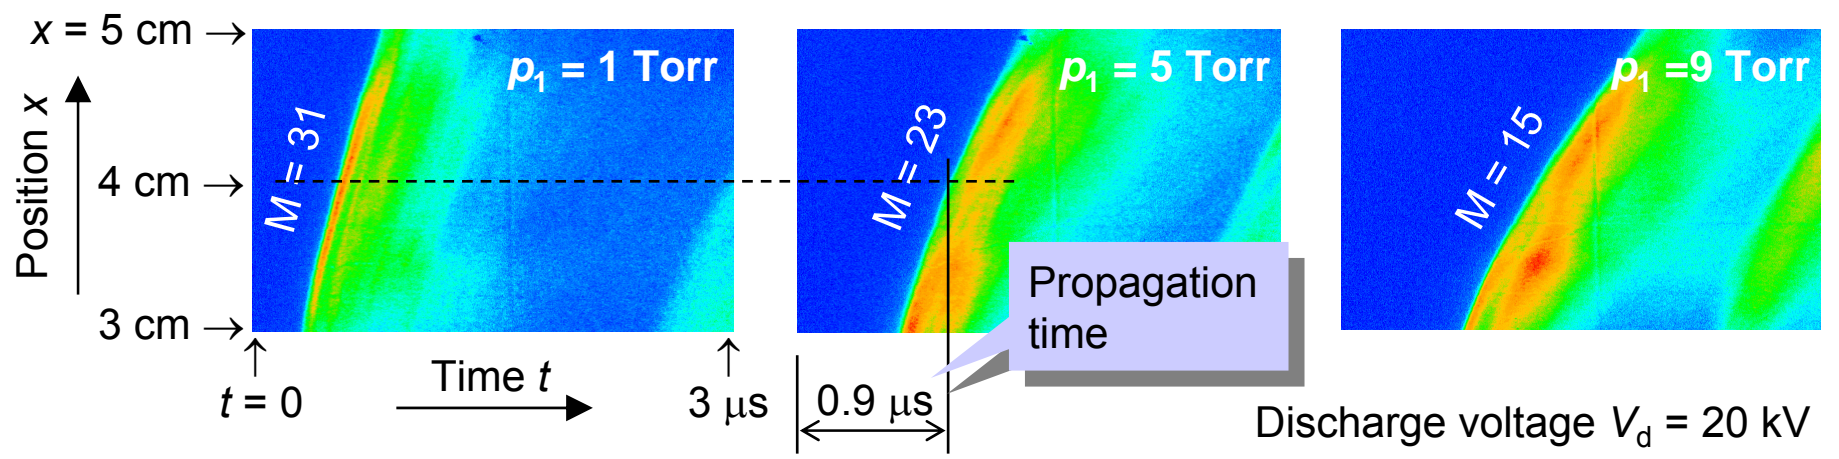 x = 5 cm →
4 cm →
3 cm →
Position x
p₁ = 1 Torr
M = 31
p₁ = 5 Torr
M = 23
p₁ =9 Torr
M = 15
Propagation
time
t = 0
Time t
3 μs
0.9 μs
Discharge voltage V_d = 20 kV